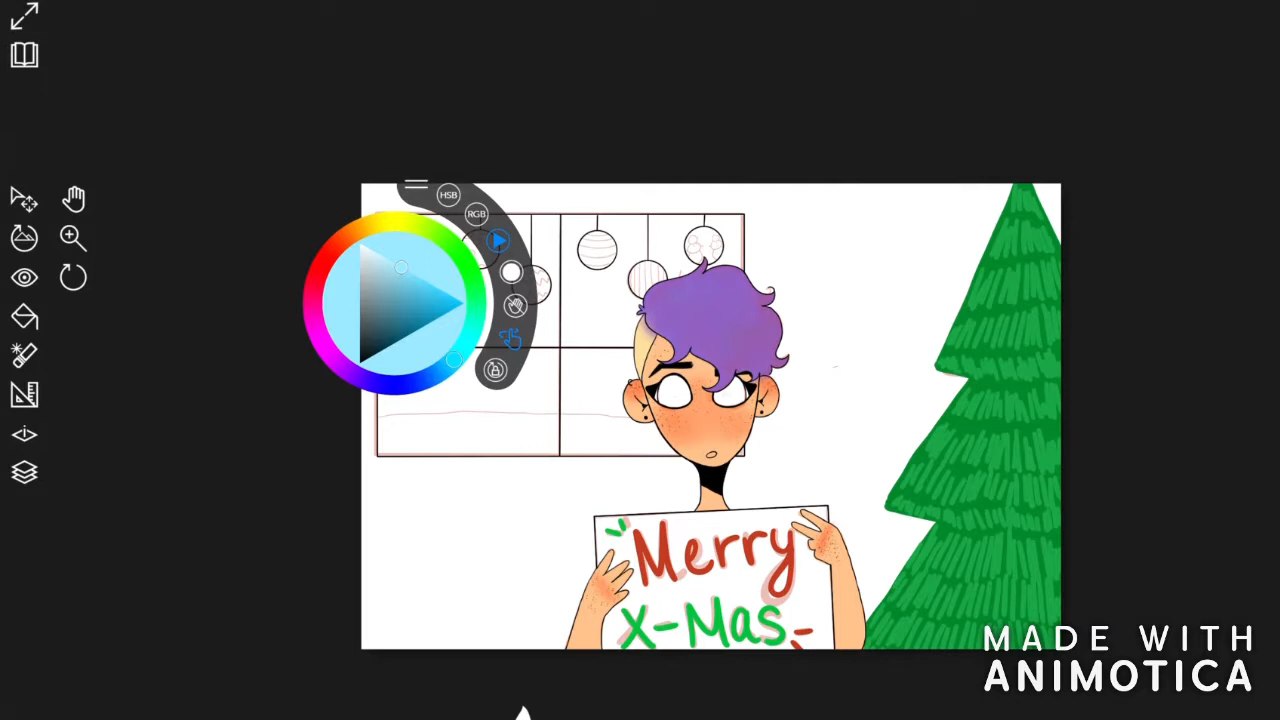 HSB
RGB
Merry
X-Mas
MADE WITH
ANIMOTICA